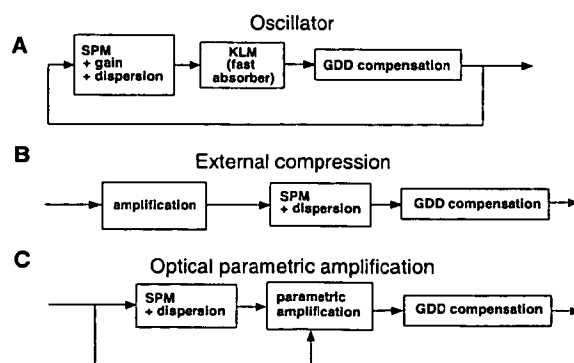 Oscillator
A
SPM
+ gain
+ dispersion
KLM
(fast
absorber)
GDD compensation
B
External compression
amplification
SPM
+ dispersion
GDD compensation
C
Optical parametric amplification
SPM
+ dispersion
parametric
amplification
GDD compensation